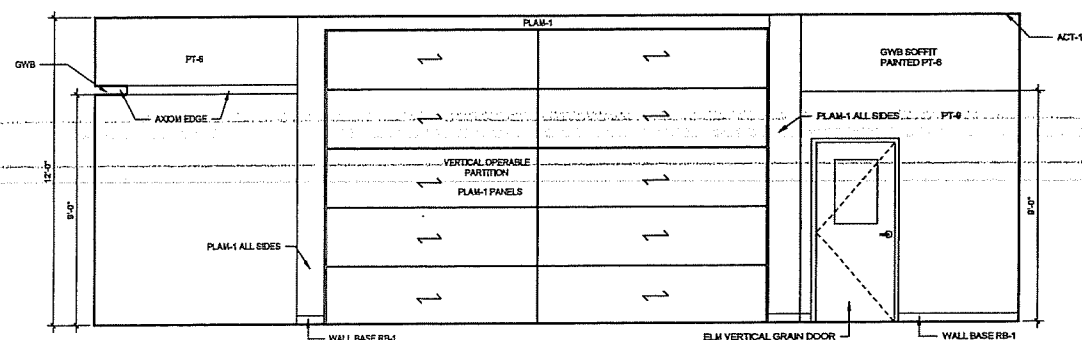 PLAM-1
ACT-1
PT-6
GWB SOFFIT
PAINTED PT-6
GWB
AXIOM EDGE
PLAM-1 ALL SIDES
12'-0"
9'-0"
VERTICAL OPERABLE
PARTITION
PLAM-1 PANELS
9'-0"
PLAM-1 ALL SIDES
WALL BASE RB-1
ELM VERTICAL GRAIN DOOR
WALL BASE RB-1